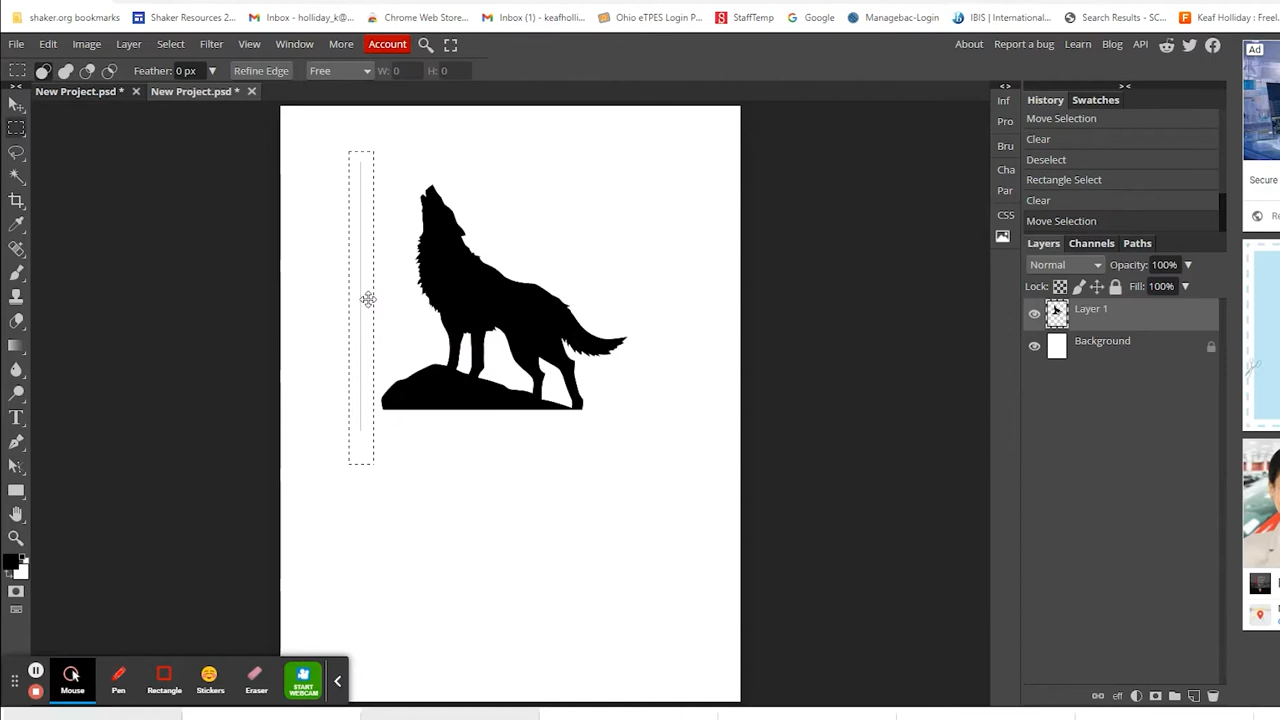 shaker.org bookmarks Shaker Resources 2... Inbox - holliday_k@... Chrome Web Store... Inbox (1) - keafholli... Ohio eTPES Login P... StaffTemp Google Managebac-Login IBIS | International... Search Results - SC... Keaf Holliday : Freel
File Edit Image Layer Select Filter View Window More Account About Report a bug Learn Blog API
Feather: 0 px Refine Edge Free W: 0 H: 0
New Project.psd * New Project.psd *
Ad
Inf
Pro
Bru
Cha
Par
CSS
History Swatches
Move Selection
Clear
Deselect
Rectangle Select
Clear
Move Selection
Layers Channels Paths
Normal Opacity: 100%
Lock: Fill: 100%
Layer 1
Background
Secure
Re
eff
Mouse Pen Rectangle Stickers Eraser START WEBCAM